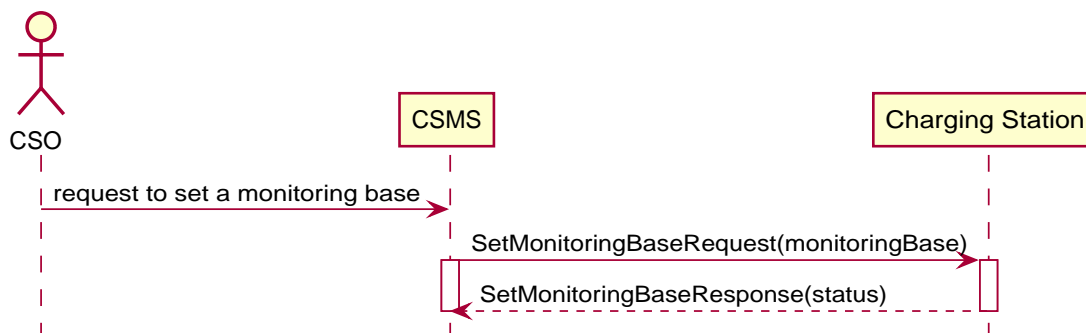 CSO
CSMS
Charging Station
request to set a monitoring base
SetMonitoringBaseRequest(monitoringBase)
SetMonitoringBaseResponse(status)